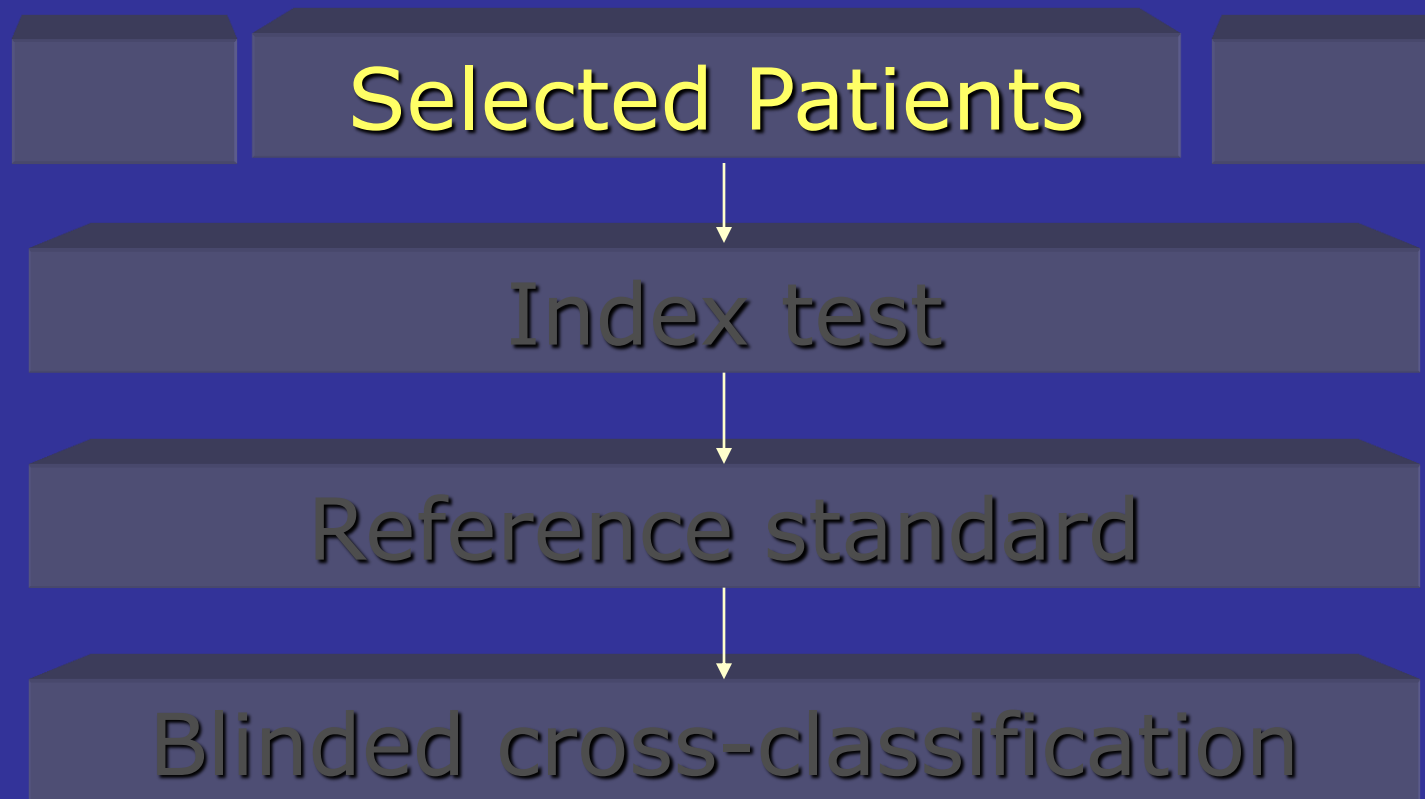 Selected Patients
Index test
Reference standard
Blinded cross-classification